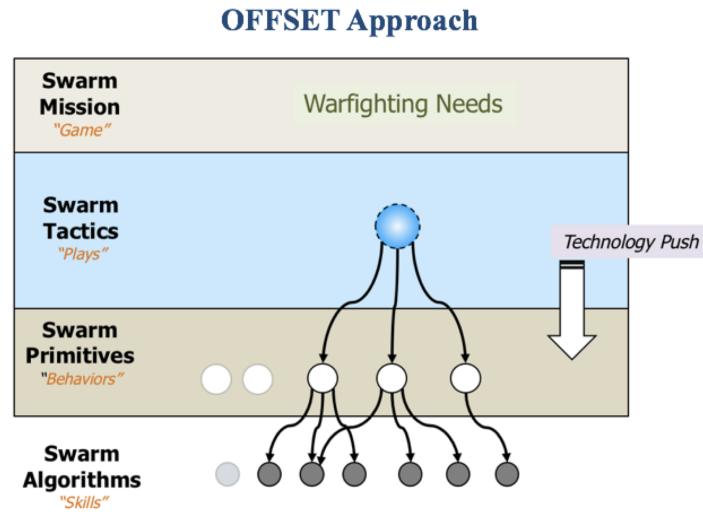 OFFSET Approach
Swarm
Mission
"Game"
Warfighting Needs
Swarm
Tactics
"Plays"
Technology Push
Swarm
Primitives
"Behaviors"
Swarm
Algorithms
"Skills"